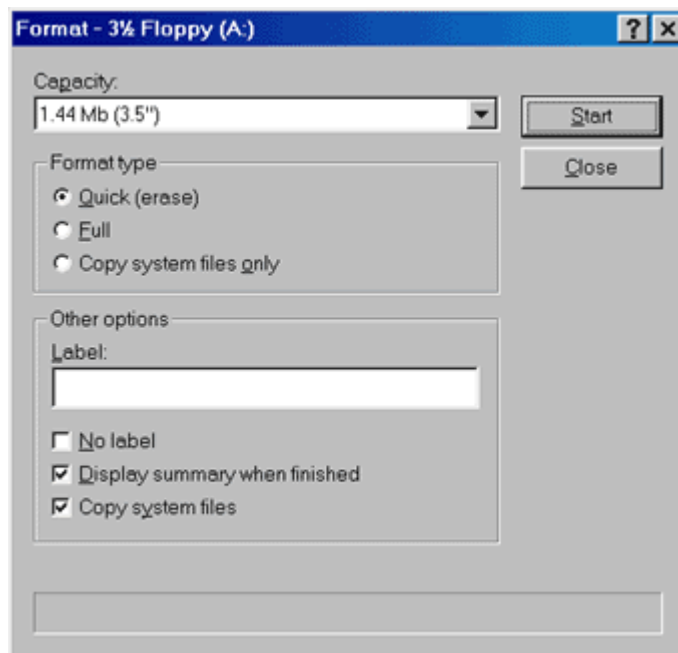 Format - 3½ Floppy (A:)
Capacity:
1.44 Mb (3.5")
Start
Close
Format type
Quick (erase)
Full
Copy system files only
Other options
Label:
No label
Display summary when finished
Copy system files